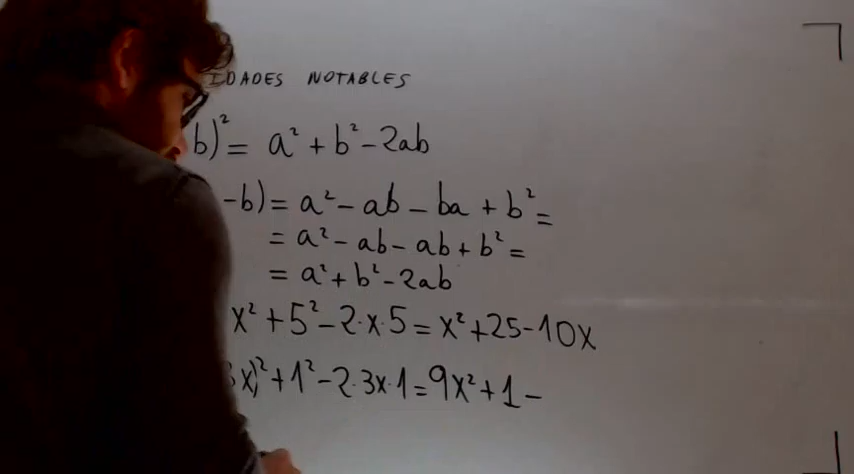 IDADES NOTABLES
b)² = a² + b² - 2ab
-b) = a² - ab - ba + b² =
= a² - ab - ab + b² =
= a² + b² - 2ab
x² + 5² - 2·x·5 = x² + 25 - 10x
x)² + 1² - 2·3x·1 = 9x² + 1 -